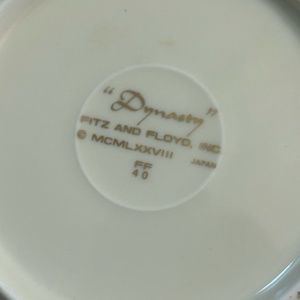 "Dynasty"
FITZ AND FLOYD, INC.
© MCMLXXVIII JAPAN
FF
40